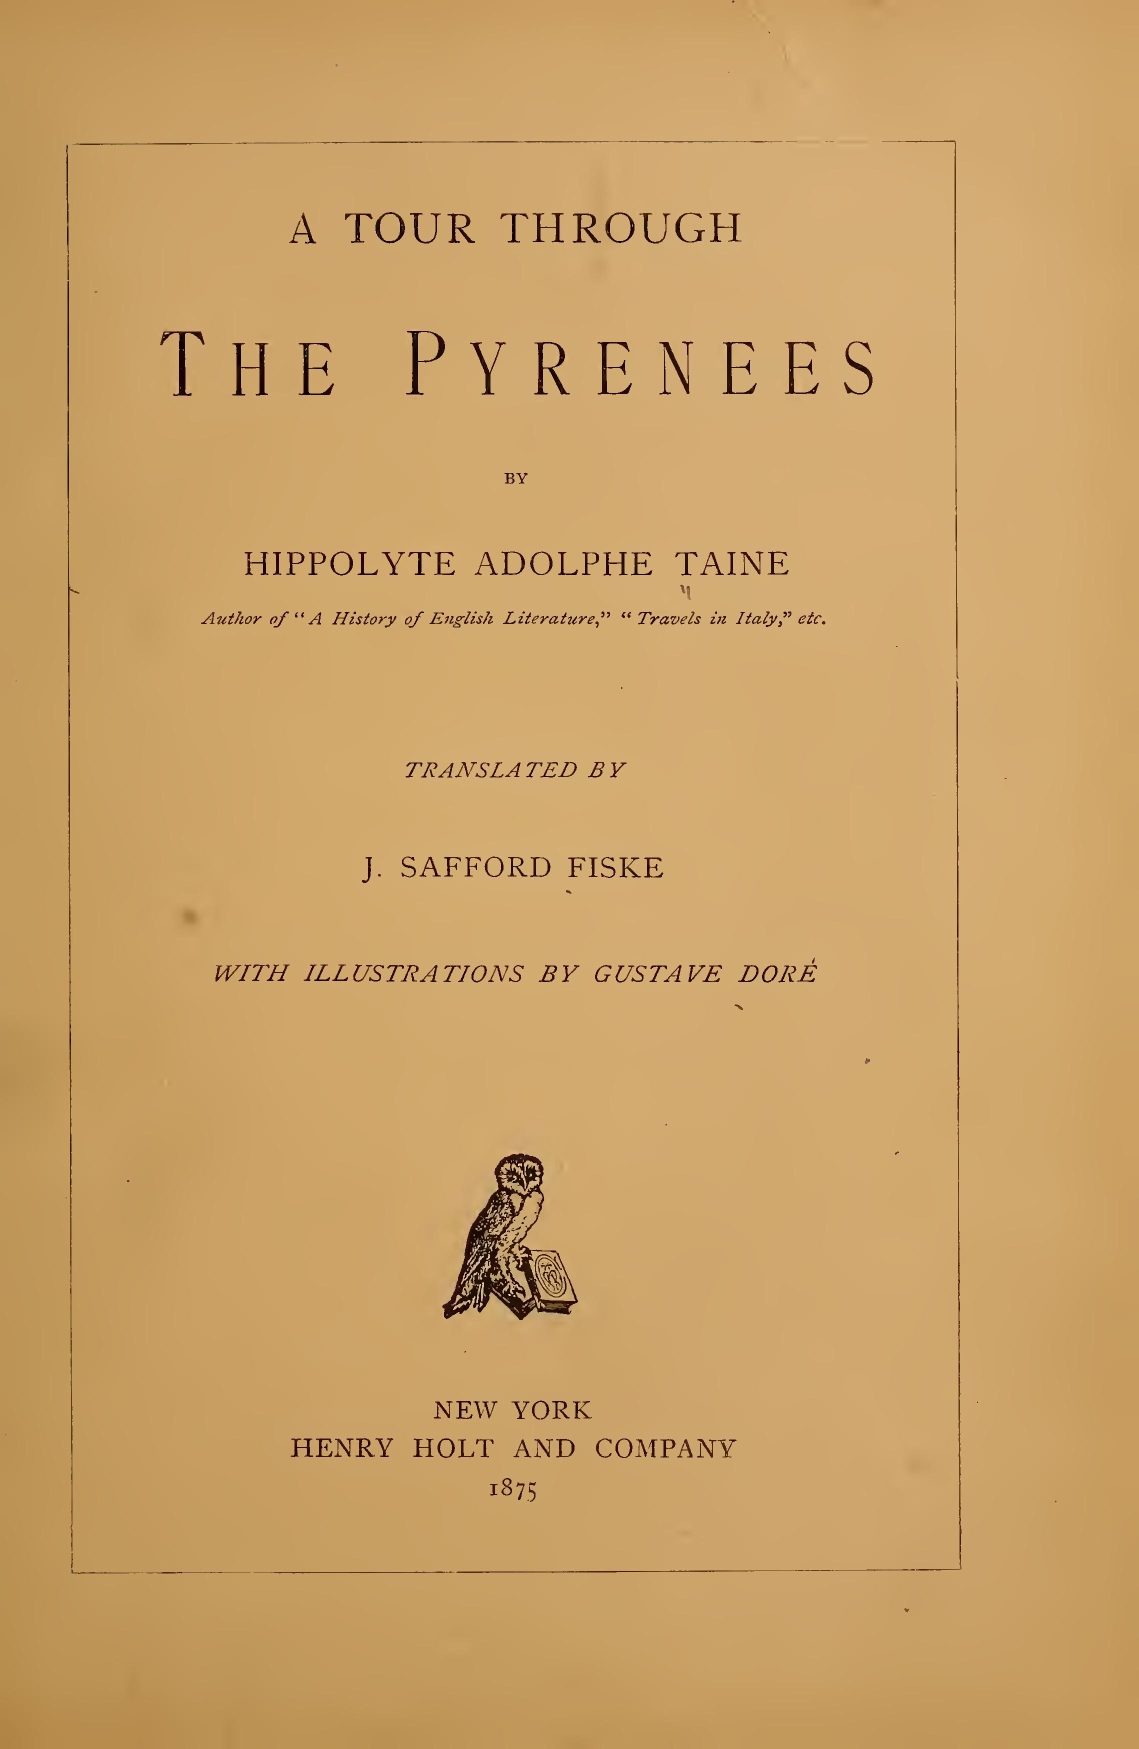 A TOUR THROUGH
THE PYRENEES
BY
HIPPOLYTE ADOLPHE TAINE
Author of “A History of English Literature,” “Travels in Italy,” etc.
TRANSLATED BY
J. SAFFORD FISKE
WITH ILLUSTRATIONS BY GUSTAVE DORÉ
NEW YORK
HENRY HOLT AND COMPANY
1875